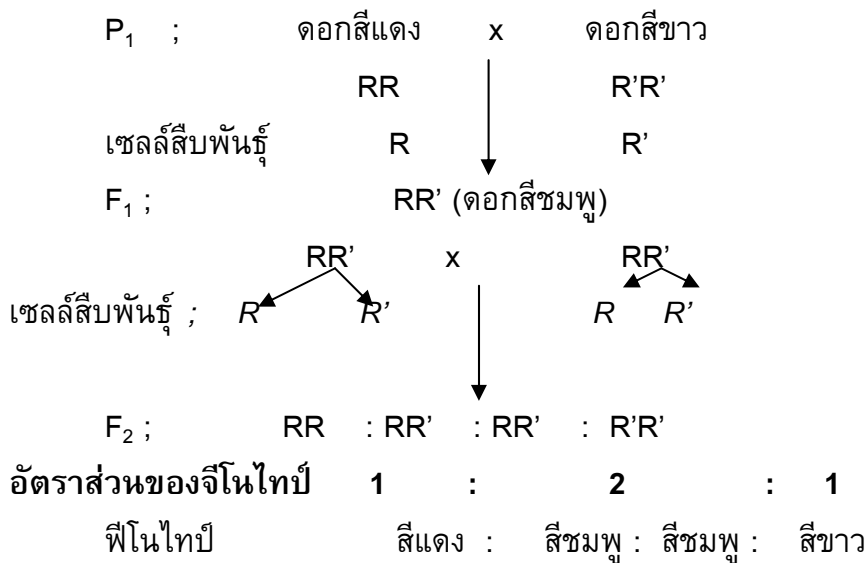 P1 ; ดอกสีแดง x ดอกสีขาว
RR R’R’
เซลล์สืบพันธุ์ R R’
F1 ; RR’ (ดอกสีชมพู)
RR’ x RR’
เซลล์สืบพันธุ์ ; R R’ R R’
F2 ; RR : RR’ : RR’ : R’R’
อัตราส่วนของจีโนไทป์ 1 : 2 : 1
ฟีโนไทป์ สีแดง : สีชมพู : สีชมพู : สีขาว